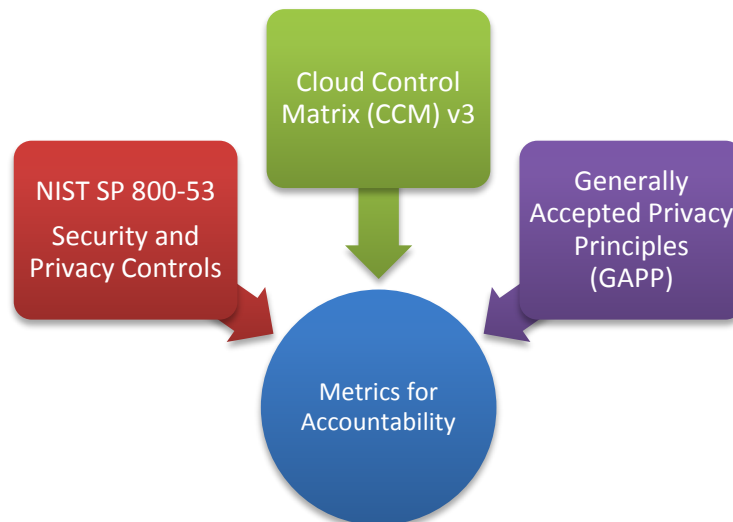 Cloud Control
Matrix (CCM) v3
NIST SP 800-53
Security and
Privacy Controls
Generally
Accepted Privacy
Principles
(GAPP)
Metrics for
Accountability